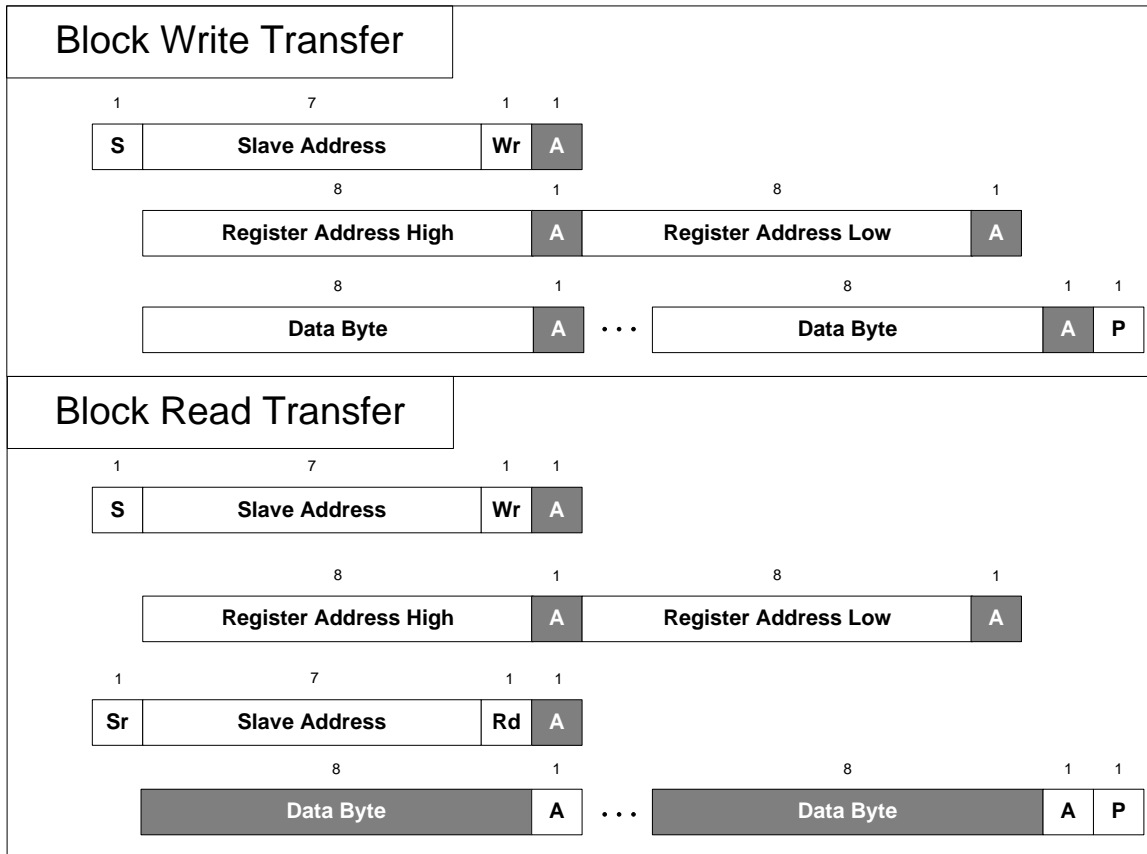 Block Write Transfer
1 7 1 1
S Slave Address Wr A
8 1 8 1
Register Address High A Register Address Low A
8 1 8 1 1
Data Byte A ... Data Byte A P
Block Read Transfer
1 7 1 1
S Slave Address Wr A
8 1 8 1
Register Address High A Register Address Low A
1 7 1 1
Sr Slave Address Rd A
8 1 8 1 1
Data Byte A ... Data Byte A P